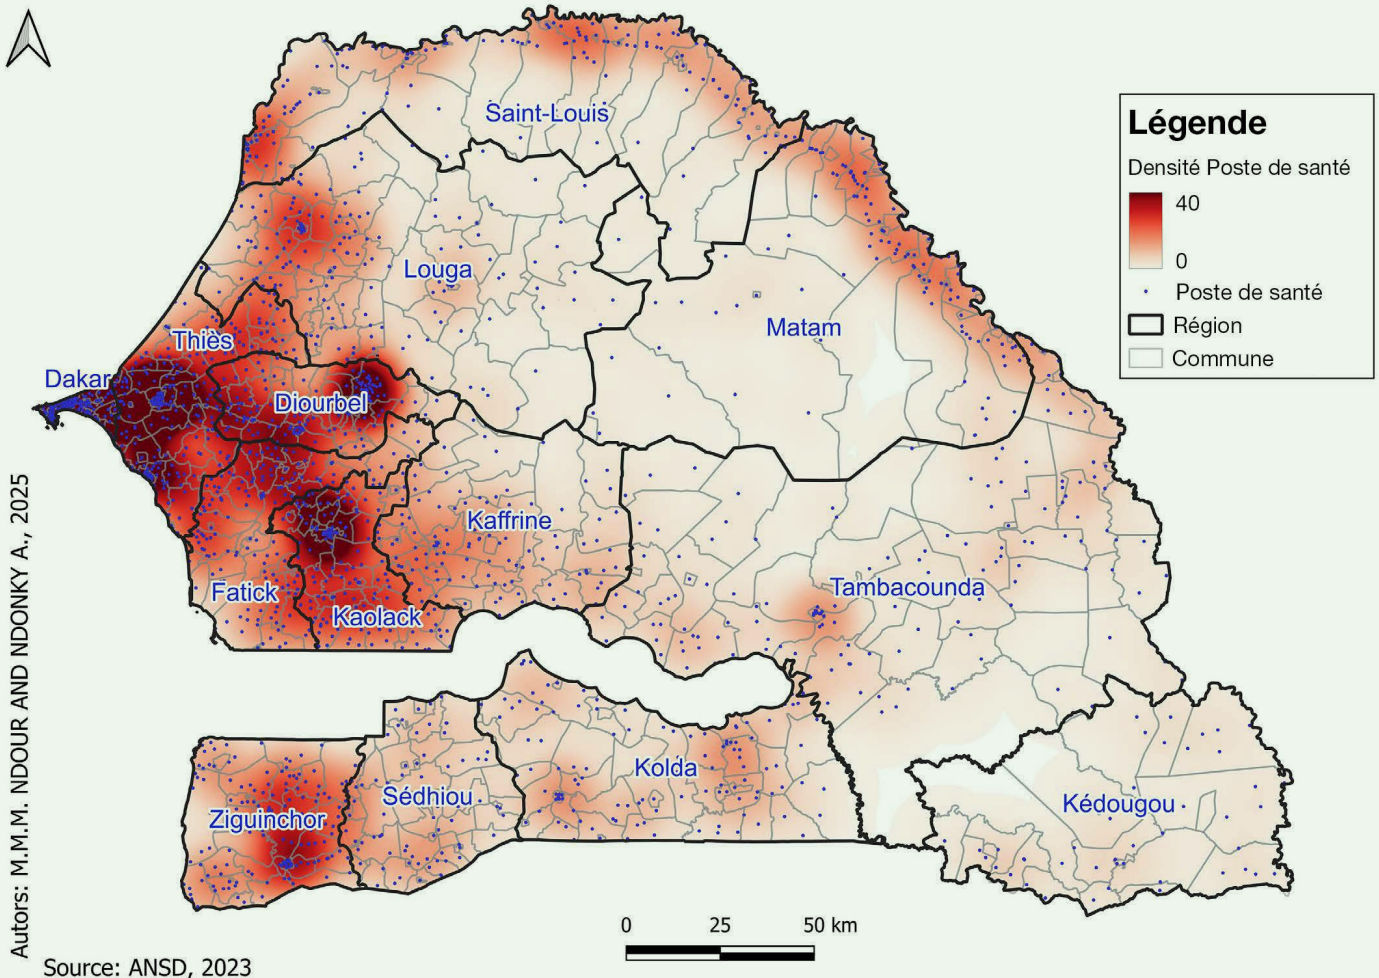 Saint-Louis
Louga
Matam
Thiès
Dakar
Diourbel
Kaffrine
Fatick
Kaolack
Tambacounda
Kolda
Sédhiou
Ziguinchor
Kédougou
Légende
Densité Poste de santé
40
0
Poste de santé
Région
Commune
0 25 50 km
Autors: M.M.M. NDOUR AND NDONKY A., 2025
Source: ANSD, 2023